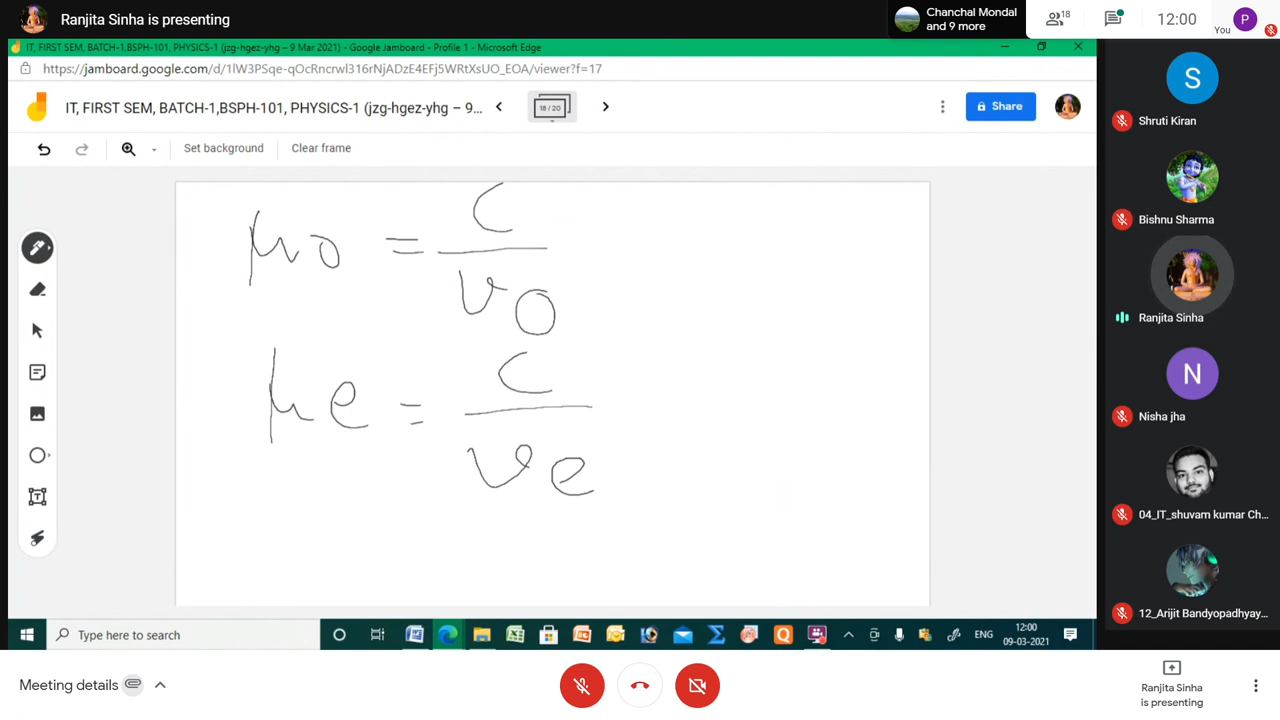 Ranjita Sinha is presenting
Chanchal Mondal
and 9 more
18
12:00
You
P
IT, FIRST SEM, BATCH-1,BSPH-101, PHYSICS-1 (jzg-hgez-yhg – 9 Mar 2021) - Google Jamboard - Profile 1 - Microsoft Edge
https://jamboard.google.com/d/1lW3PSqe-qOcRncrwl316rNjADzE4EFj5WRtXsUO_EOA/viewer?f=17
IT, FIRST SEM, BATCH-1,BSPH-101, PHYSICS-1 (jzg-hgez-yhg – 9...
18 / 20
Share
Set background
Clear frame
μo = c
vo
μe = c
ve
S
Shruti Kiran
Bishnu Sharma
Ranjita Sinha
N
Nisha jha
04_IT_shuvam kumar Ch...
12_Arijit Bandyopadhyay...
Type here to search
ENG
12:00
09-03-2021
Meeting details
Ranjita Sinha
is presenting